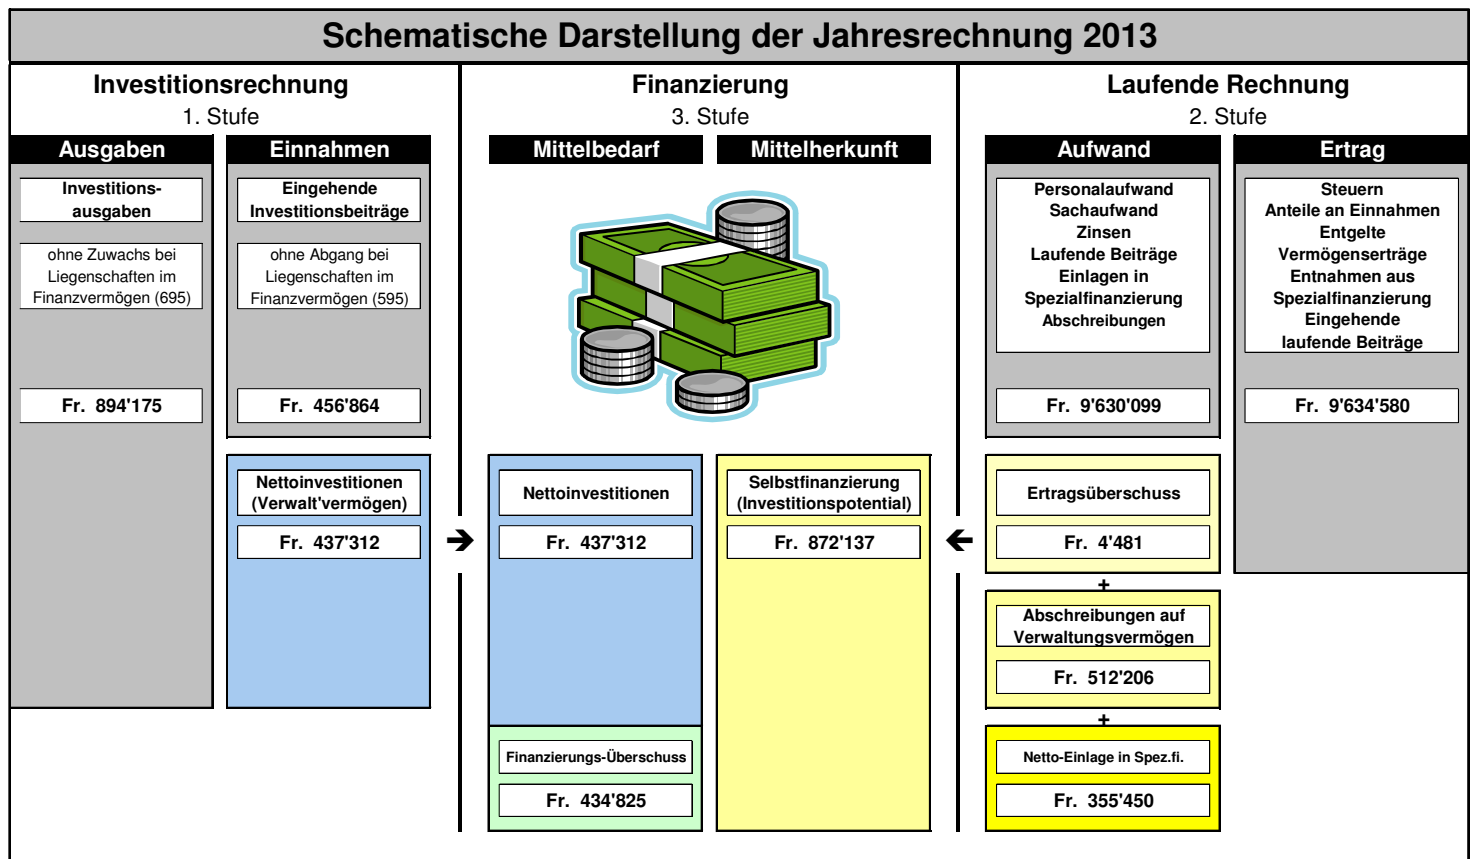 Schematische Darstellung der Jahresrechnung 2013
Investitionsrechnung
1. Stufe
Ausgaben
Investitions-
ausgaben
ohne Zuwachs bei
Liegenschaften im
Finanzvermögen (695)
Fr. 894'175
Einnahmen
Eingehende
Investitionsbeiträge
ohne Abgang bei
Liegenschaften im
Finanzvermögen (595)
Fr. 456'864
Nettoinvestitionen
(Verwalt'vermögen)
Fr. 437'312
➔
Finanzierung
3. Stufe
Mittelbedarf
Mittelherkunft
Nettoinvestitionen
Fr. 437'312
Finanzierungs-Überschuss
Fr. 434'825
Selbstfinanzierung
(Investitionspotential)
Fr. 872'137
Laufende Rechnung
2. Stufe
Aufwand
Personalaufwand
Sachaufwand
Zinsen
Laufende Beiträge
Einlagen in
Spezialfinanzierung
Abschreibungen
Fr. 9'630'099
Ertrag
Steuern
Anteile an Einnahmen
Entgelte
Vermögenserträge
Entnahmen aus
Spezialfinanzierung
Eingehende
laufende Beiträge
Fr. 9'634'580
🡰
Ertragsüberschuss
Fr. 4'481
+
Abschreibungen auf
Verwaltungsvermögen
Fr. 512'206
+
Netto-Einlage in Spez.fi.
Fr. 355'450